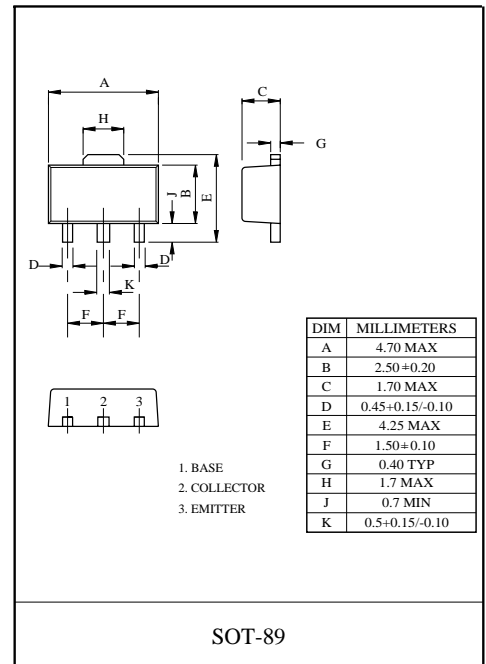 A
H
C
G
J
B
E
D
D
K
F F
1 2 3
1. BASE
2. COLLECTOR
3. EMITTER
DIM MILLIMETERS
A 4.70 MAX
B 2.50±0.20
C 1.70 MAX
D 0.45+0.15/-0.10
E 4.25 MAX
F 1.50±0.10
G 0.40 TYP
H 1.7 MAX
J 0.7 MIN
K 0.5+0.15/-0.10
SOT-89